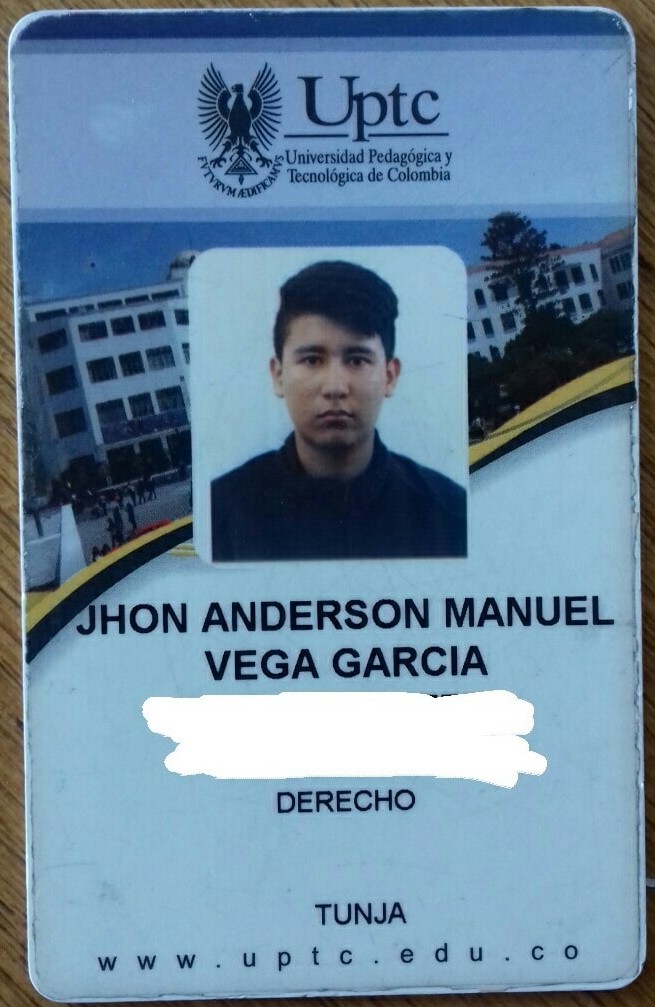 Uptc
Universidad Pedagógica y
Tecnológica de Colombia
FVTVRVM ÆDIFICAMVS
JHON ANDERSON MANUEL
VEGA GARCIA
DERECHO
TUNJA
www.uptc.edu.co